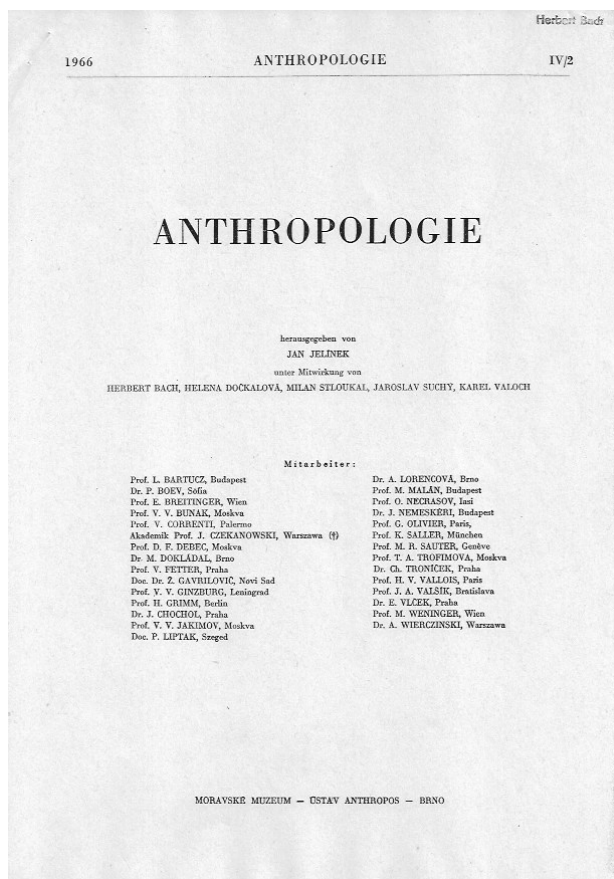 Herbert Bach
1966 ANTHROPOLOGIE IV/2
ANTHROPOLOGIE
herausgegeben von
JAN JELÍNEK
unter Mitwirkung von
HERBERT BACH, HELENA DOČKALOVÁ, MILAN STLOUKAL, JAROSLAV SUCHÝ, KAREL VALOCH
Mitarbeiter:
Prof. L. BARTUCZ, Budapest
Dr. P. BOEV, Sófia
Prof. E. BREITINGER, Wien
Prof. V. V. BUNAK, Moskva
Prof. V. CORRENTI, Palermo
Akademik Prof. J. CZEKANOWSKI, Warszawa (†)
Prof. D. F. DEBEC, Moskva
Dr. M. DOKLÁDAL, Brno
Prof. V. FETTER, Praha
Doc. Dr. Ž. GAVRILOVIČ, Novi Sad
Prof. V. V. GINZBURG, Leningrad
Prof. H. GRIMM, Berlin
Dr. J. CHOCHOL, Praha
Prof. V. V. JAKIMOV, Moskva
Doc. P. LIPTAK, Szeged
Dr. A. LORENCOVÁ, Brno
Prof. M. MALÁN, Budapest
Prof. O. NECRASOV, Iasi
Dr. J. NEMESKÉRI, Budapest
Prof. G. OLIVIER, Paris,
Prof. K. SALLER, München
Prof. M. R. SAUTER, Genève
Prof. T. A. TROFIMOVA, Moskva
Dr. Ch. TRONÍČEK, Praha
Prof. H. V. VALLOIS, Paris
Prof. J. A. VALŠÍK, Bratislava
Dr. E. VLČEK, Praha
Prof. M. WENINGER, Wien
Dr. A. WIERCZINSKI, Warszawa
MORAVSKÉ MUZEUM — ÚSTAV ANTHROPOS — BRNO